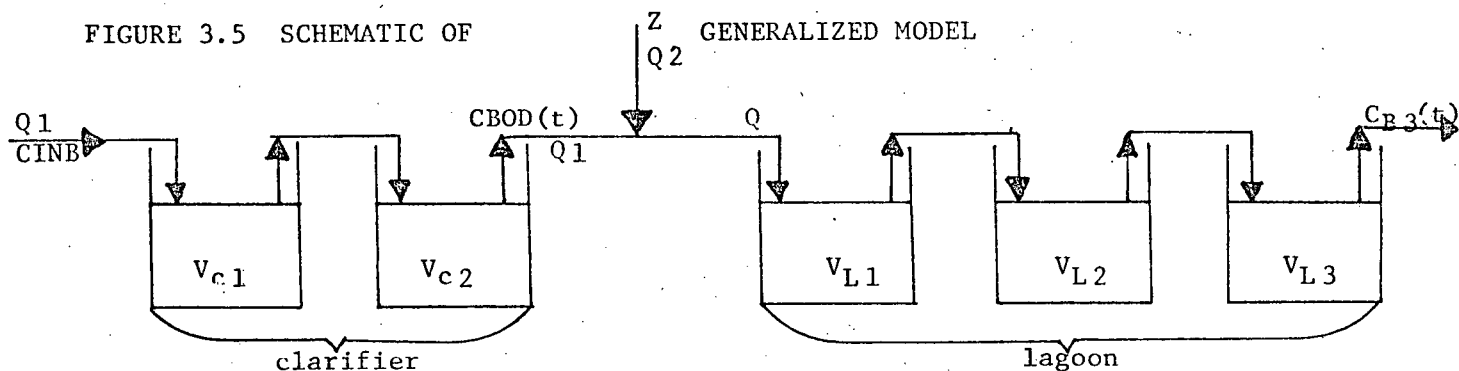 FIGURE 3.5 SCHEMATIC OF GENERALIZED MODEL
Z
Q2
Q1
CINB
CBOD(t)
Q1
Q
CB3(t)
Vc1
Vc2
VL1
VL2
VL3
clarifier
lagoon